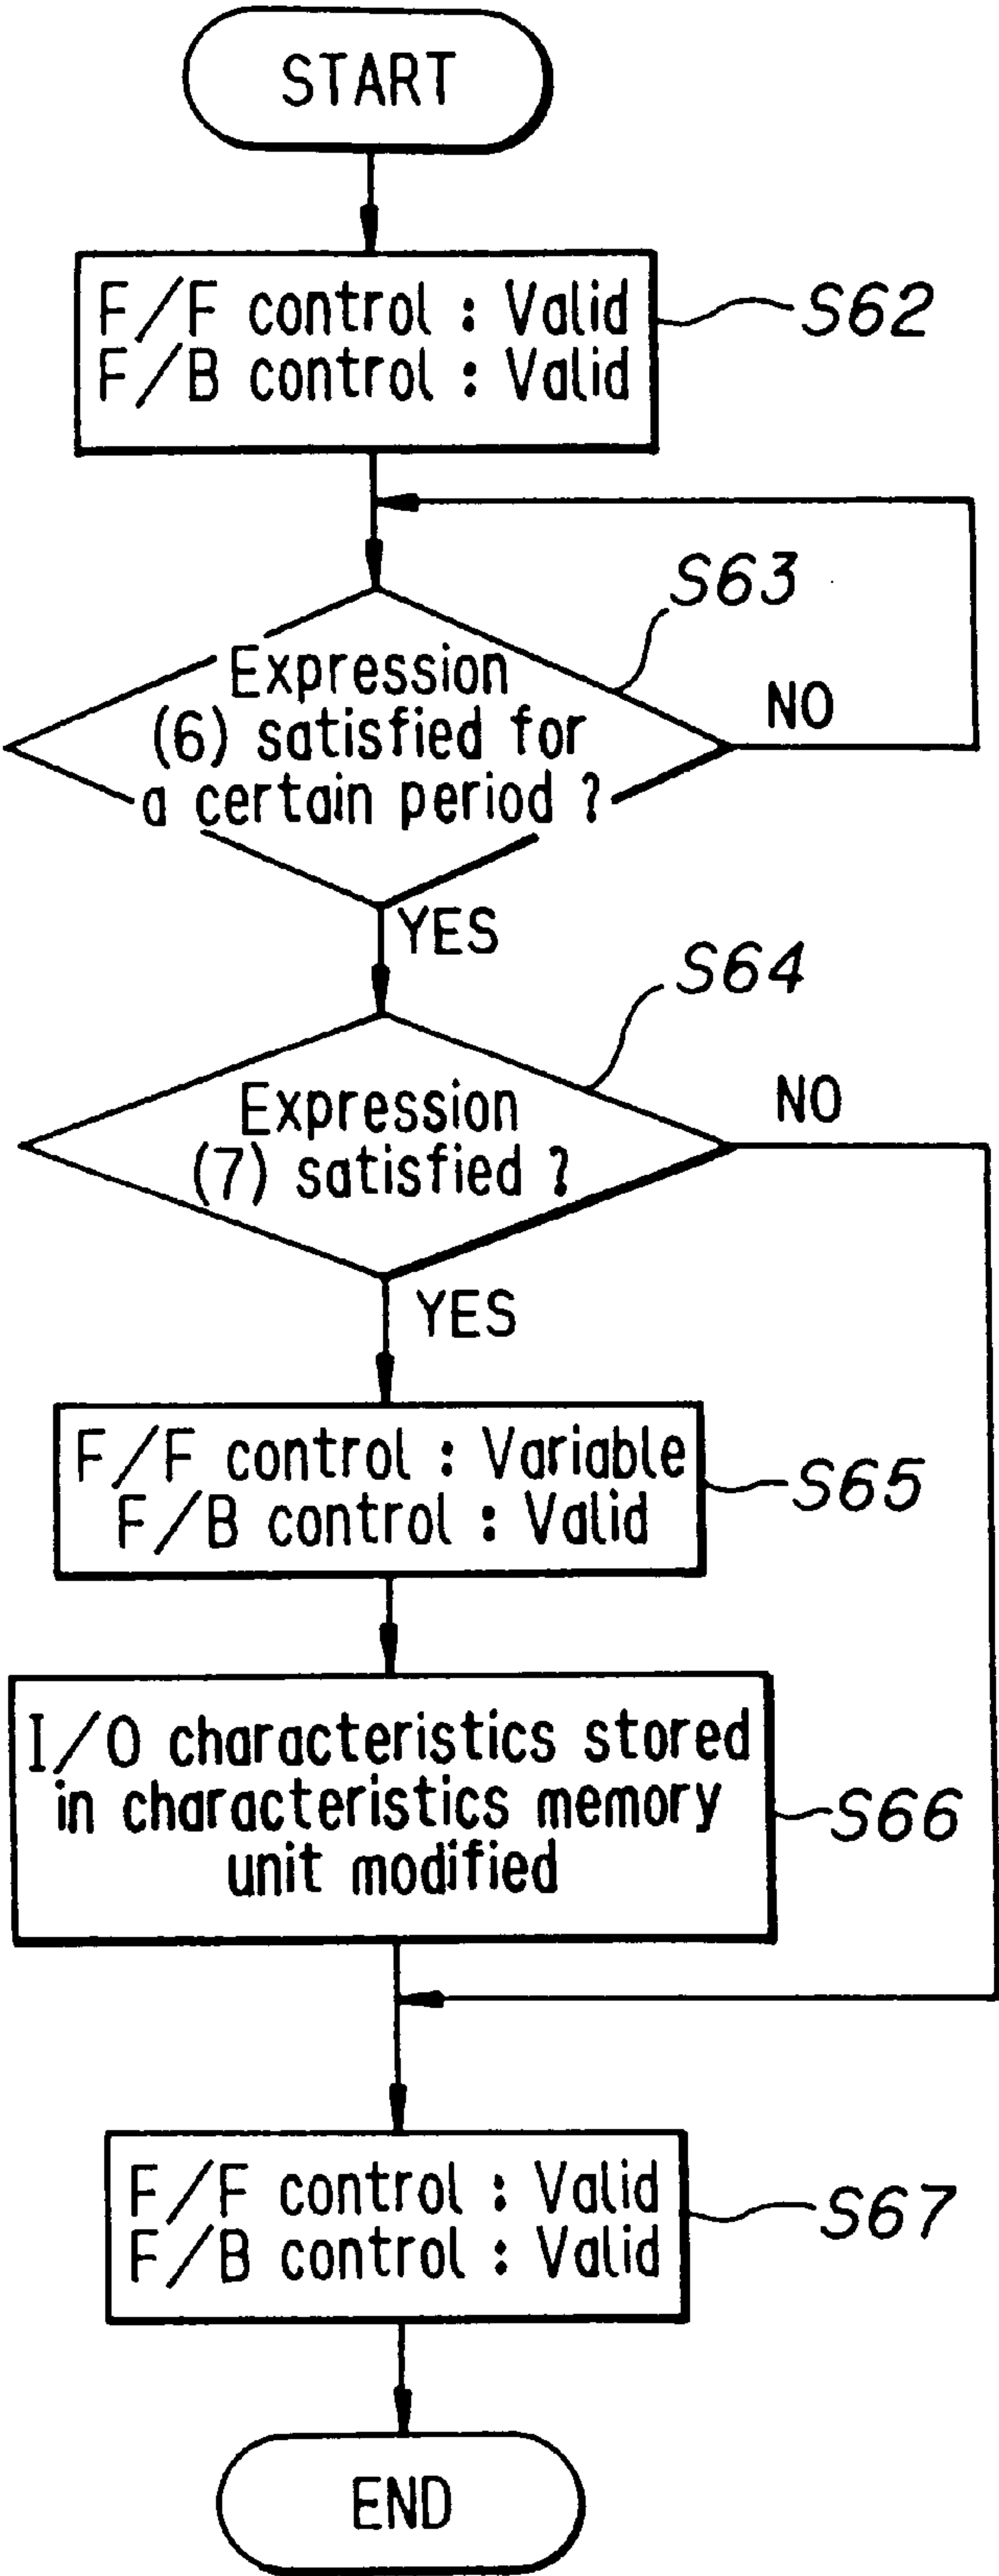 START
F/F control : Valid
F/B control : Valid
S62
S63
Expression
(6) satisfied for
a certain period ?
NO
YES
S64
Expression
(7) satisfied ?
NO
YES
F/F control : Variable
F/B control : Valid
S65
I/O characteristics stored
in characteristics memory
unit modified
S66
F/F control : Valid
F/B control : Valid
S67
END